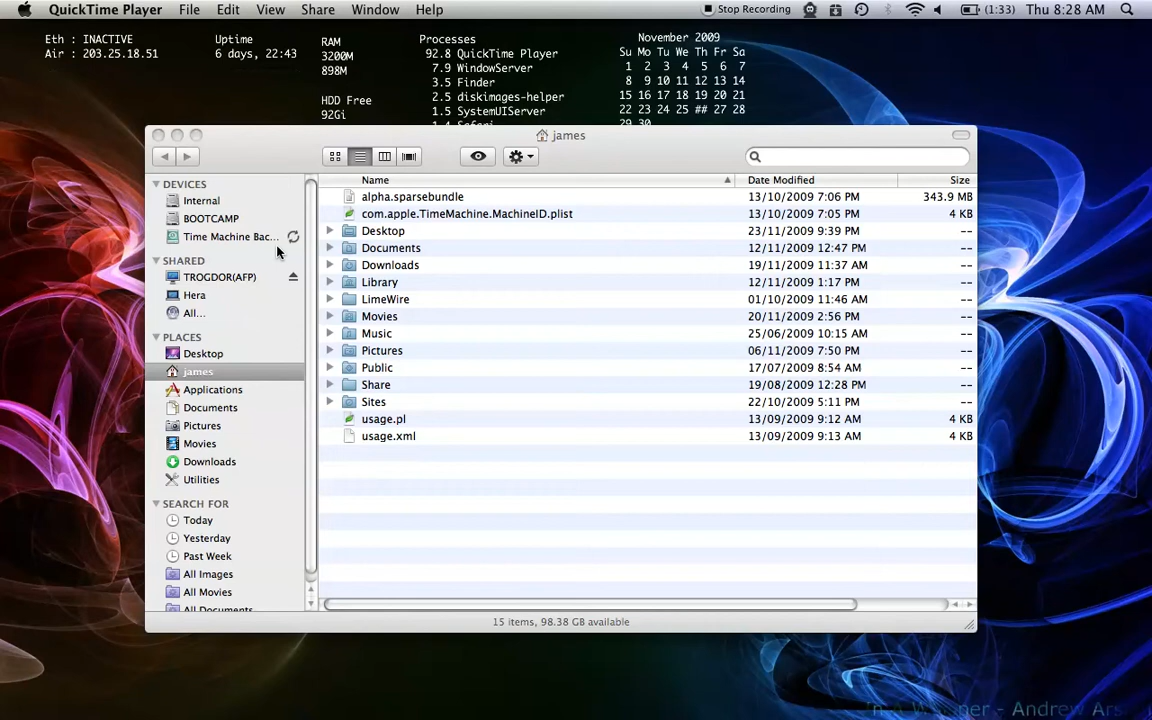 QuickTime Player File Edit View Share Window Help Stop Recording (1:33) Thu 8:28 AM
Eth : INACTIVE
Air : 203.25.18.51
Uptime
6 days, 22:43
RAM
3200M
898M
HDD Free
92Gi
Processes
92.8 QuickTime Player
7.9 WindowServer
3.5 Finder
2.5 diskimages-helper
1.5 SystemUIServer
1.4 Safari
November 2009
Su Mo Tu We Th Fr Sa
1 2 3 4 5 6 7
8 9 10 11 12 13 14
15 16 17 18 19 20 21
22 23 24 25 ## 27 28
29 30
james
DEVICES
Internal
BOOTCAMP
Time Machine Bac...
SHARED
TROGDOR(AFP)
Hera
All...
PLACES
Desktop
james
Applications
Documents
Pictures
Movies
Downloads
Utilities
SEARCH FOR
Today
Yesterday
Past Week
All Images
All Movies
All Documents
Name Date Modified Size
alpha.sparsebundle 13/10/2009 7:06 PM 343.9 MB
com.apple.TimeMachine.MachineID.plist 13/10/2009 7:05 PM 4 KB
Desktop 23/11/2009 9:39 PM --
Documents 12/11/2009 12:47 PM --
Downloads 19/11/2009 11:37 AM --
Library 12/11/2009 1:17 PM --
LimeWire 01/10/2009 11:46 AM --
Movies 20/11/2009 2:56 PM --
Music 25/06/2009 10:15 AM --
Pictures 06/11/2009 7:50 PM --
Public 17/07/2009 8:54 AM --
Share 19/08/2009 12:28 PM --
Sites 22/10/2009 5:11 PM --
usage.pl 13/09/2009 9:12 AM 4 KB
usage.xml 13/09/2009 9:13 AM 4 KB
15 items, 98.38 GB available
- Andrew Ars